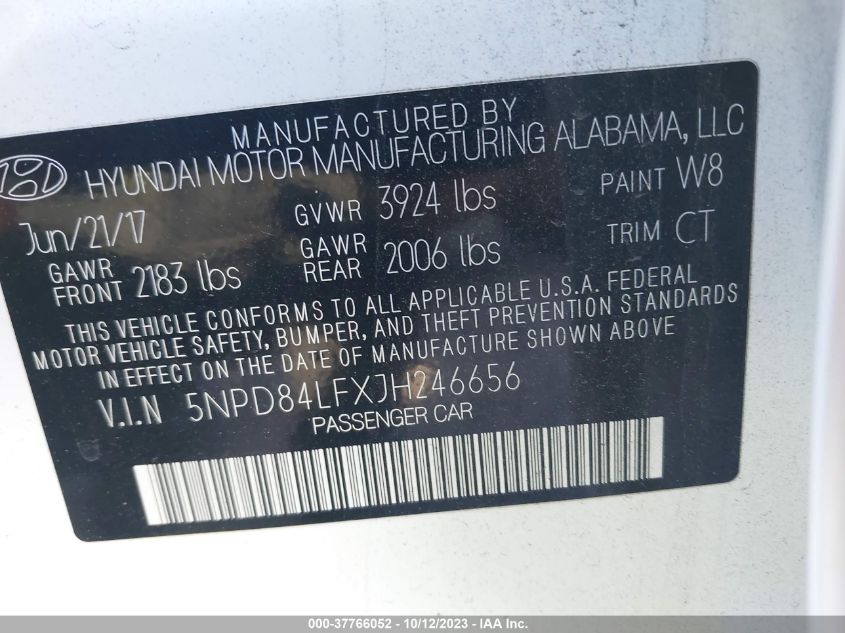 MANUFACTURED BY
HYUNDAI MOTOR MANUFACTURING ALABAMA, LLC
Jun/21/17 GVWR 3924 lbs PAINT W8
GAWR FRONT 2183 lbs GAWR REAR 2006 lbs TRIM CT
THIS VEHICLE CONFORMS TO ALL APPLICABLE U.S.A. FEDERAL
MOTOR VEHICLE SAFETY, BUMPER, AND THEFT PREVENTION STANDARDS
IN EFFECT ON THE DATE OF MANUFACTURE SHOWN ABOVE
V.I.N 5NPD84LFXJH246656
PASSENGER CAR
000-37766052 - 10/12/2023 - IAA Inc.